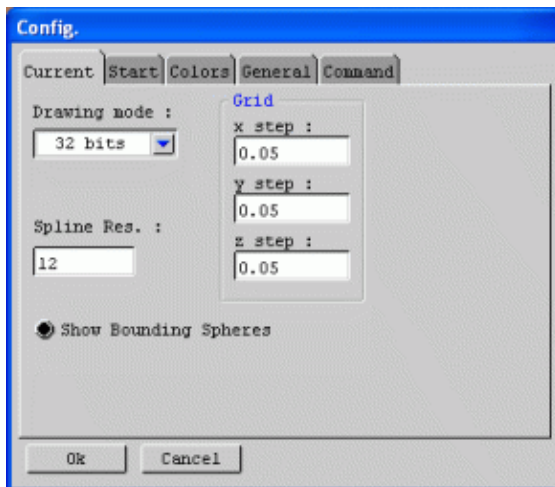 Config.
Current Start Colors General Command
Drawing mode :
32 bits
Spline Res. :
12
Grid
x step :
0.05
y step :
0.05
z step :
0.05
Show Bounding Spheres
Ok Cancel